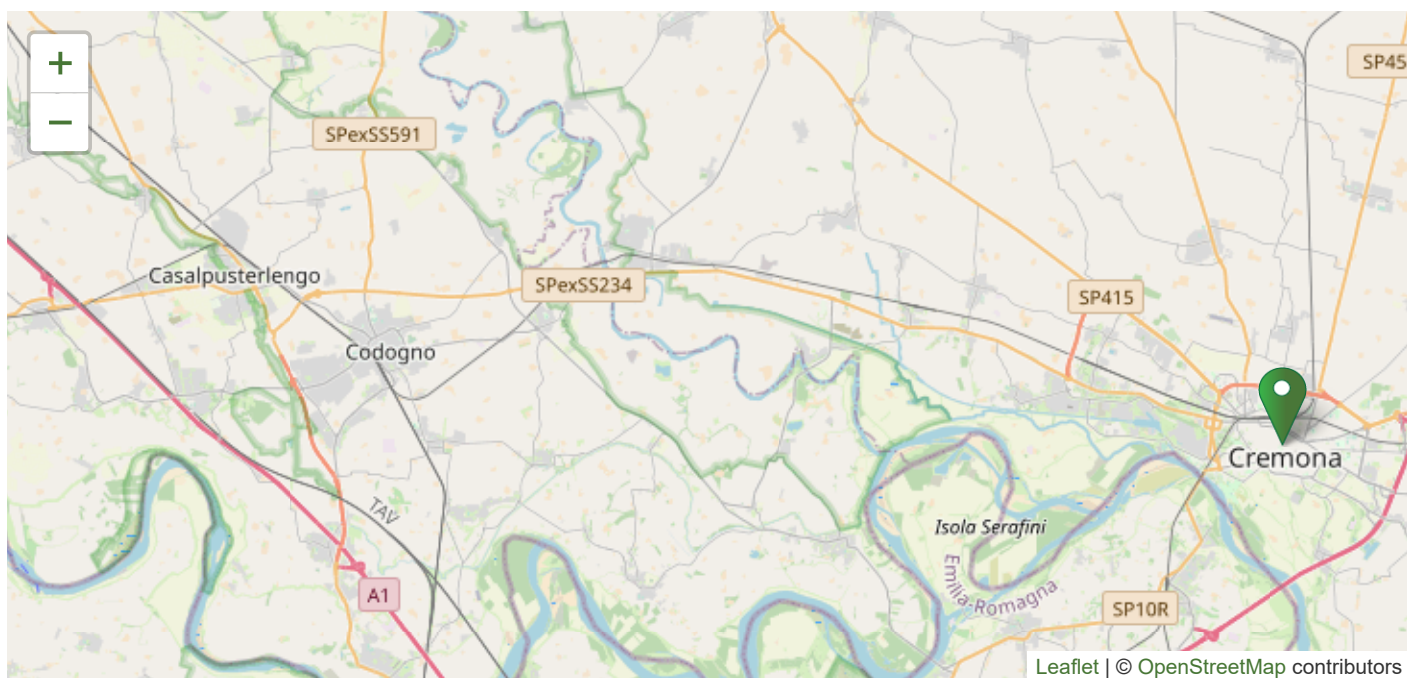 +
−
SP45
SPexSS591
Casalpusterlengo
SPexSS234
SP415
Codogno
Cremona
TAV
Isola Serafini
Emilia-Romagna
A1
SP10R
Leaflet | © OpenStreetMap contributors